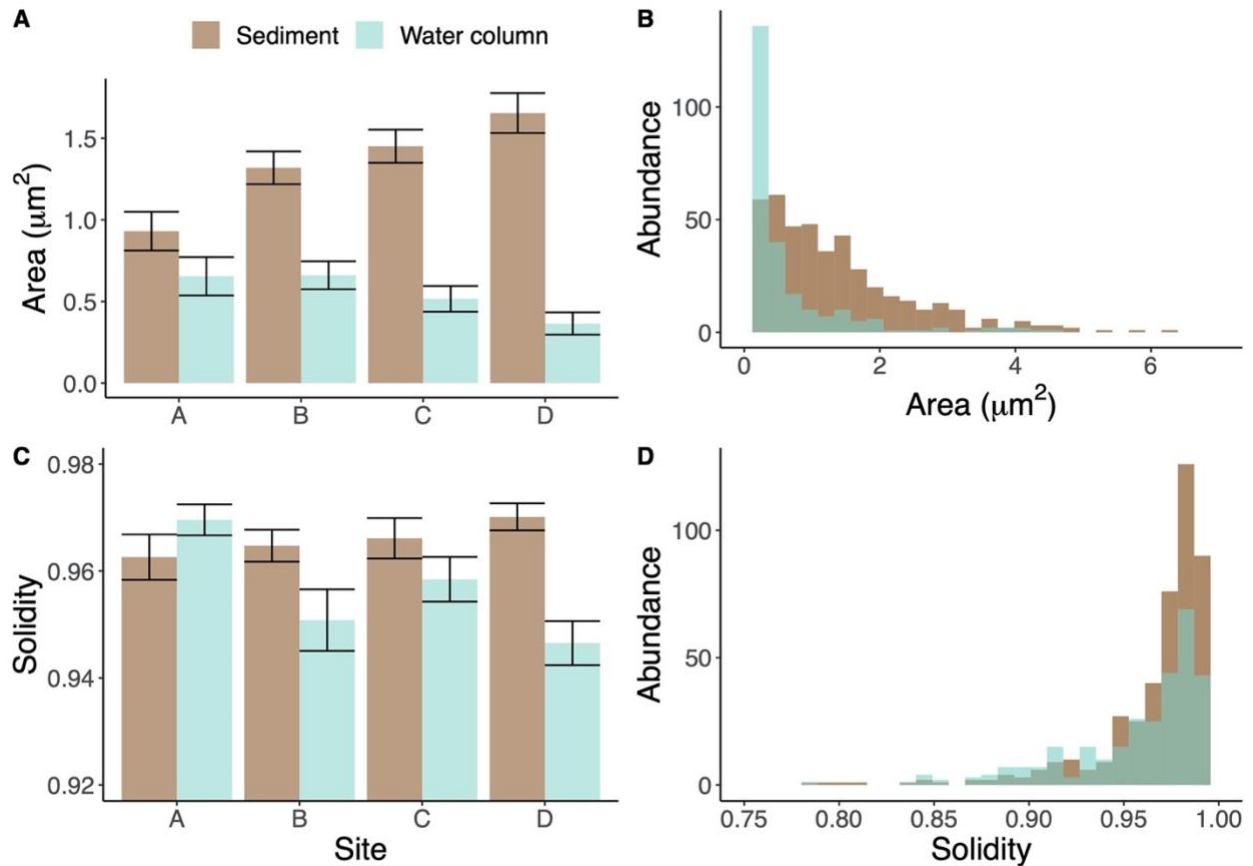 A
Sediment Water column
Area (μm²)
1.5
1.0
0.5
0.0
A B C D
B
Abundance
100
50
0
0 2 4 6
Area (μm²)
C
Solidity
0.98
0.96
0.94
0.92
A B C D
Site
D
Abundance
100
50
0
0.75 0.80 0.85 0.90 0.95 1.00
Solidity